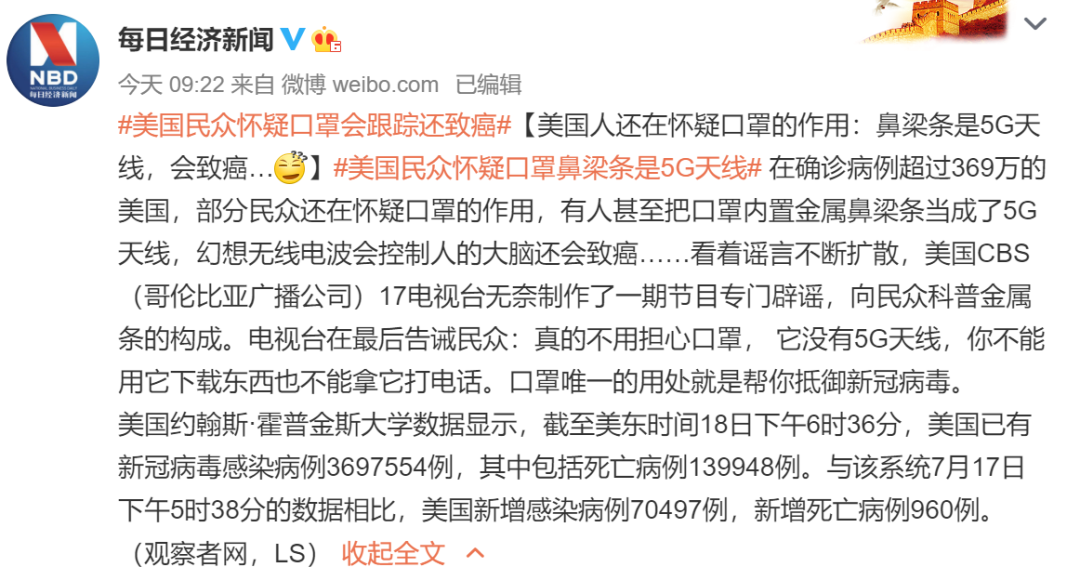 NBD
每日经济新闻
每日经济新闻
今天 09:22 来自 微博 weibo.com 已编辑
#美国民众怀疑口罩会跟踪还致癌#【美国人还在怀疑口罩的作用：鼻梁条是5G天
线，会致癌…】#美国民众怀疑口罩鼻梁条是5G天线# 在确诊病例超过369万的
美国，部分民众还在怀疑口罩的作用，有人甚至把口罩内置金属鼻梁条当成了5G
天线，幻想无线电波会控制人的大脑还会致癌……看着谣言不断扩散，美国CBS
（哥伦比亚广播公司）17电视台无奈制作了一期节目专门辟谣，向民众科普金属
条的构成。电视台在最后告诫民众：真的不用担心口罩， 它没有5G天线，你不能
用它下载东西也不能拿它打电话。口罩唯一的用处就是帮你抵御新冠病毒。
美国约翰斯·霍普金斯大学数据显示，截至美东时间18日下午6时36分，美国已有
新冠病毒感染病例3697554例，其中包括死亡病例139948例。与该系统7月17日
下午5时38分的数据相比，美国新增感染病例70497例，新增死亡病例960例。
（观察者网，LS） 收起全文